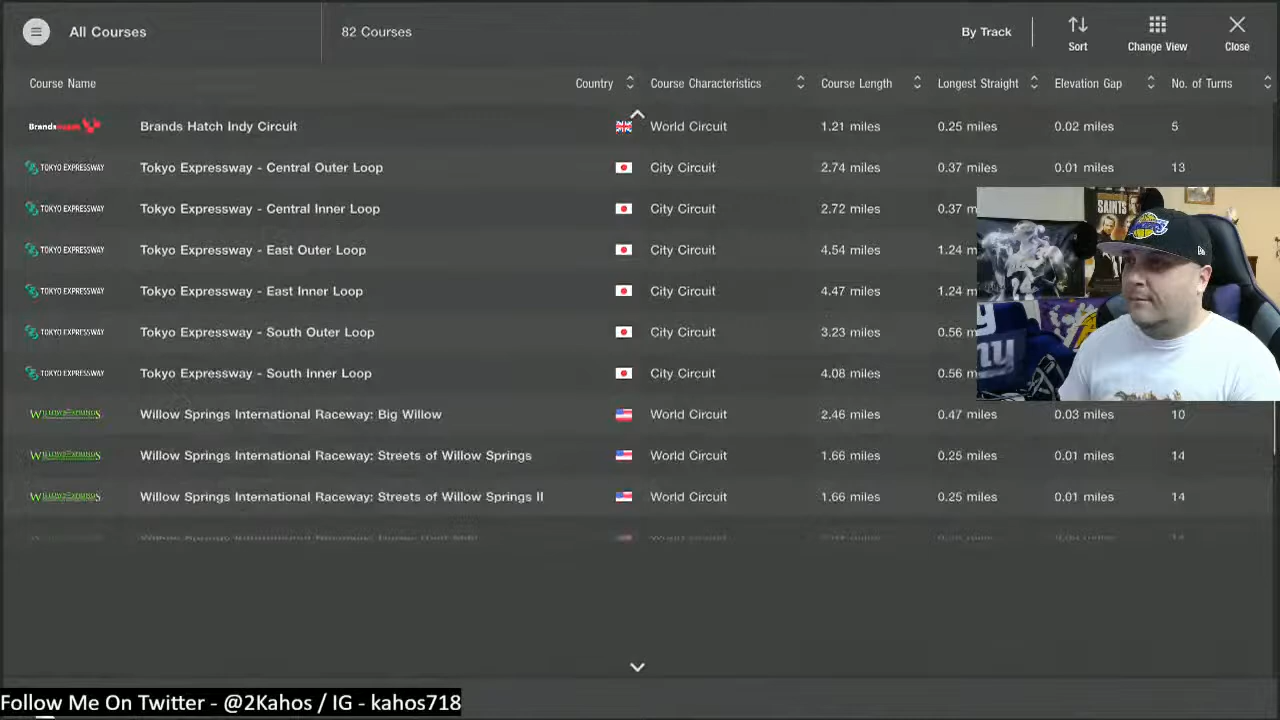 All Courses 82 Courses By Track Sort Change View Close
Course Name Country Course Characteristics Course Length Longest Straight Elevation Gap No. of Turns
Brands Hatch Indy Circuit World Circuit 1.21 miles 0.25 miles 0.02 miles 5
TOKYO EXPRESSWAY Tokyo Expressway - Central Outer Loop City Circuit 2.74 miles 0.37 miles 0.01 miles 13
TOKYO EXPRESSWAY Tokyo Expressway - Central Inner Loop City Circuit 2.72 miles 0.37 m
TOKYO EXPRESSWAY Tokyo Expressway - East Outer Loop City Circuit 4.54 miles 1.24 m
TOKYO EXPRESSWAY Tokyo Expressway - East Inner Loop City Circuit 4.47 miles 1.24 m
TOKYO EXPRESSWAY Tokyo Expressway - South Outer Loop City Circuit 3.23 miles 0.56 m
TOKYO EXPRESSWAY Tokyo Expressway - South Inner Loop City Circuit 4.08 miles 0.56 m
WILLOW SPRINGS Willow Springs International Raceway: Big Willow World Circuit 2.46 miles 0.47 miles 0.03 miles 10
WILLOW SPRINGS Willow Springs International Raceway: Streets of Willow Springs World Circuit 1.66 miles 0.25 miles 0.01 miles 14
WILLOW SPRINGS Willow Springs International Raceway: Streets of Willow Springs II World Circuit 1.66 miles 0.25 miles 0.01 miles 14
SAINTS
ny
Follow Me On Twitter - @2Kahos / IG - kahos718